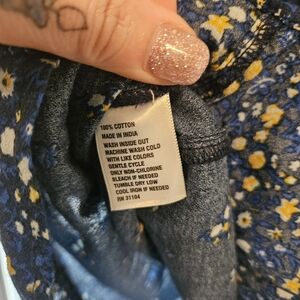 100% COTTON
MADE IN INDIA
WASH INSIDE OUT
MACHINE WASH COLD
WITH LIKE COLORS
GENTLE CYCLE
ONLY NON-CHLORINE
BLEACH IF NEEDED
TUMBLE DRY LOW
COOL IRON IF NEEDED
RN 31104